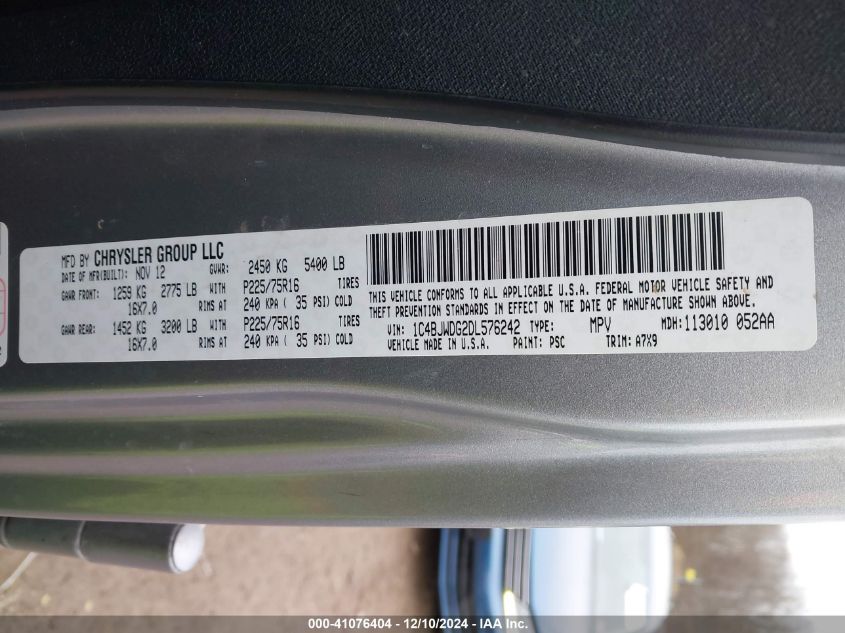 MFD BY CHRYSLER GROUP LLC
DATE OF MFR(BUILT): NOV 12 GVWR: 2450 KG 5400 LB
GAWR FRONT: 1259 KG 2775 LB WITH P225/75R16 TIRES
16X7.0 RIMS AT 240 KPA ( 35 PSI) COLD
GAWR REAR: 1452 KG 3200 LB WITH P225/75R16 TIRES
16X7.0 RIMS AT 240 KPA ( 35 PSI) COLD
THIS VEHICLE CONFORMS TO ALL APPLICABLE U.S.A. FEDERAL MOTOR VEHICLE SAFETY AND
THEFT PREVENTION STANDARDS IN EFFECT ON THE DATE OF MANUFACTURE SHOWN ABOVE.
VIN: 1C4BJWDG2DL576242 TYPE: MPV MDH: 113010 052AA
VEHICLE MADE IN U.S.A. PAINT: PSC TRIM: A7X9
000-41076404 - 12/10/2024 - IAA Inc.